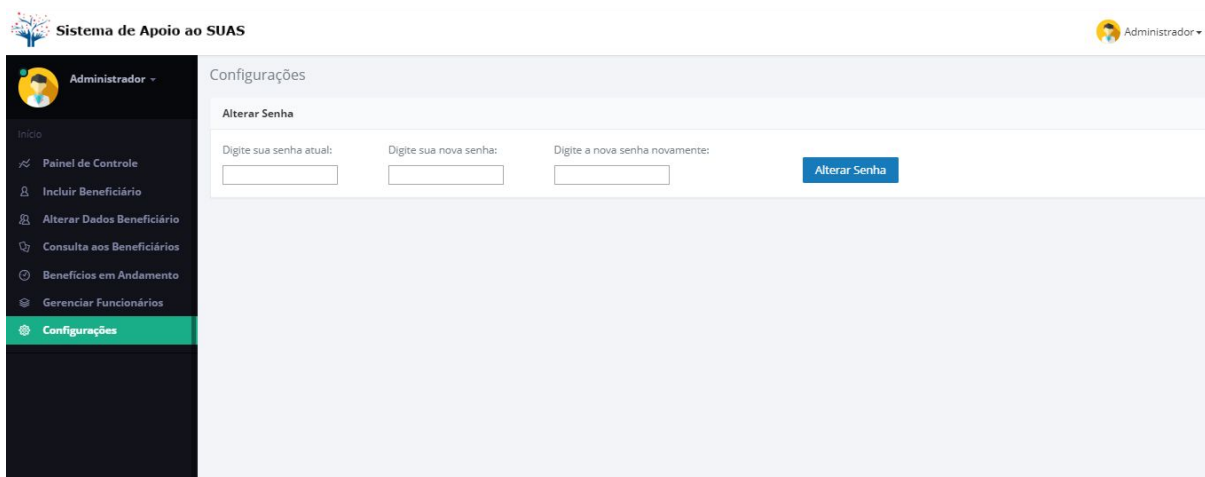 Sistema de Apoio ao SUAS
Administrador
Administrador
Início
Painel de Controle
Incluir Beneficiário
Alterar Dados Beneficiário
Consulta aos Beneficiários
Benefícios em Andamento
Gerenciar Funcionários
Configurações
Configurações
Alterar Senha
Digite sua senha atual: Digite sua nova senha: Digite a nova senha novamente:
Alterar Senha